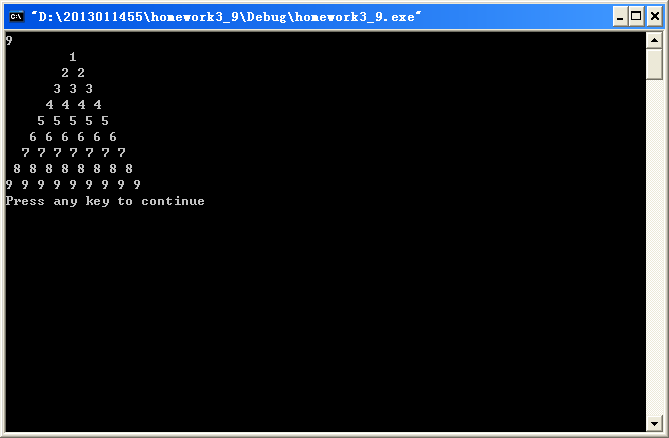 "D:\2013011455\homework3_9\Debug\homework3_9.exe"
9
        1
       2 2
      3 3 3
     4 4 4 4
    5 5 5 5 5
   6 6 6 6 6 6
  7 7 7 7 7 7 7
 8 8 8 8 8 8 8 8
9 9 9 9 9 9 9 9 9
Press any key to continue